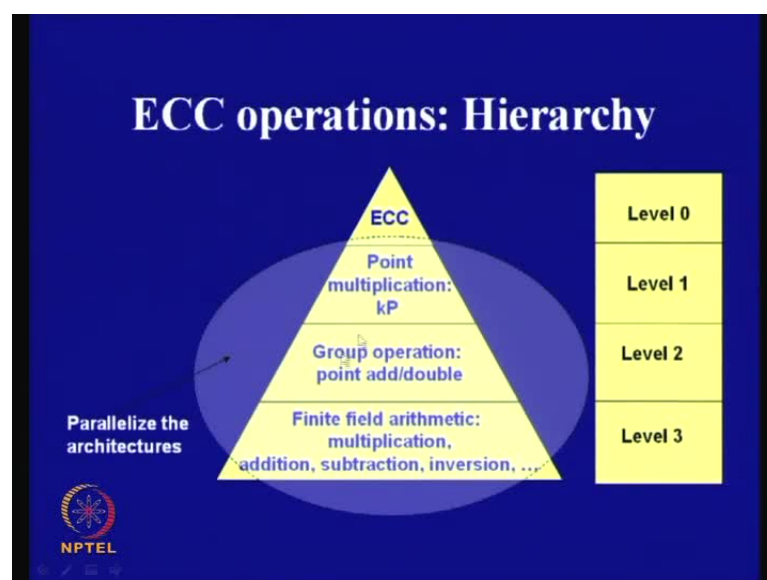 ECC operations: Hierarchy
ECC
Point
multiplication:
kP
Group operation:
point add/double
Finite field arithmetic:
multiplication,
addition, subtraction, inversion, ...
Level 0
Level 1
Level 2
Level 3
Parallelize the
architectures
NPTEL